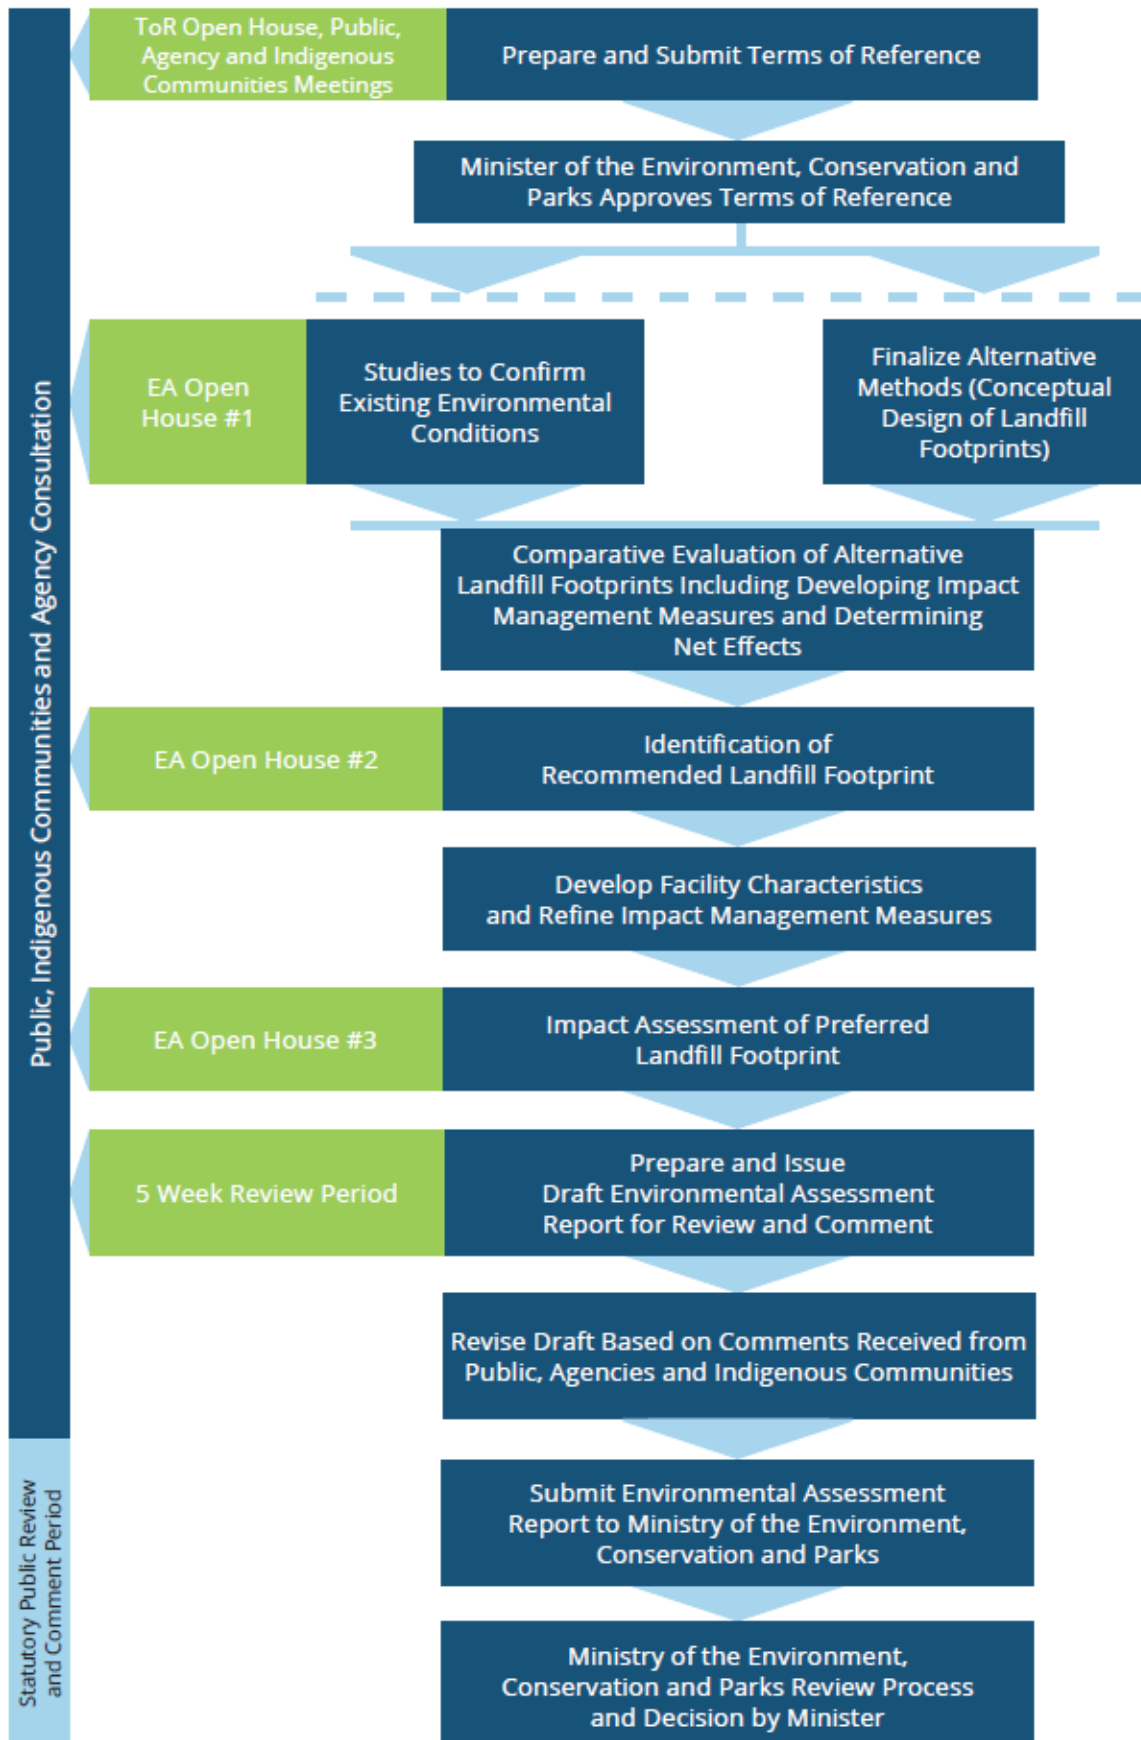 ToR Open House, Public,
Agency and Indigenous
Communities Meetings
Prepare and Submit Terms of Reference
Minister of the Environment, Conservation and
Parks Approves Terms of Reference
EA Open
House #1
Studies to Confirm
Existing Environmental
Conditions
Finalize Alternative
Methods (Conceptual
Design of Landfill
Footprints)
Comparative Evaluation of Alternative
Landfill Footprints Including Developing Impact
Management Measures and Determining
Net Effects
EA Open House #2
Identification of
Recommended Landfill Footprint
Develop Facility Characteristics
and Refine Impact Management Measures
EA Open House #3
Impact Assessment of Preferred
Landfill Footprint
5 Week Review Period
Prepare and Issue
Draft Environmental Assessment
Report for Review and Comment
Revise Draft Based on Comments Received from
Public, Agencies and Indigenous Communities
Submit Environmental Assessment
Report to Ministry of the Environment,
Conservation and Parks
Ministry of the Environment,
Conservation and Parks Review Process
and Decision by Minister
Public, Indigenous Communities and Agency Consultation
Statutory Public Review
and Comment Period